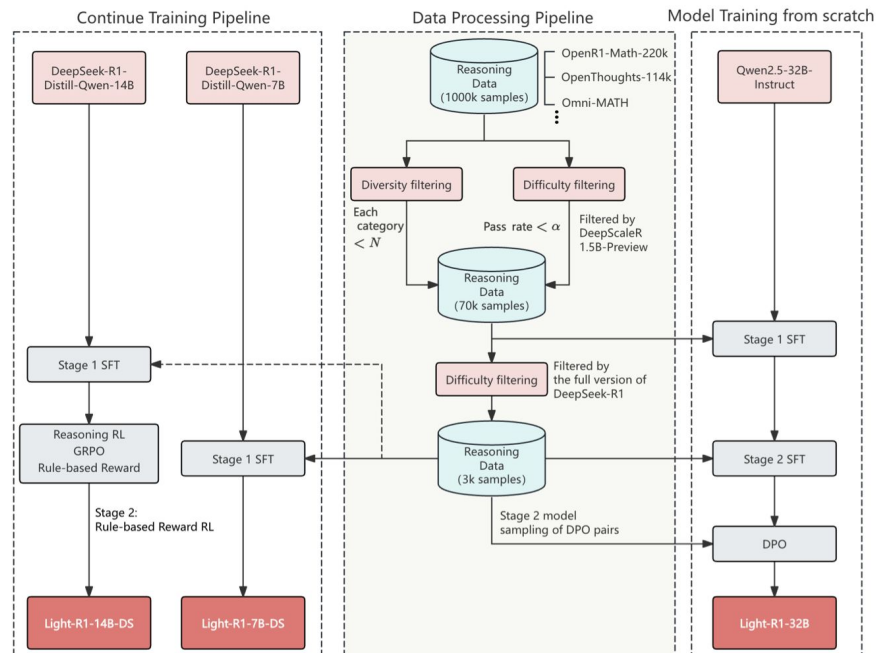 Continue Training Pipeline
Data Processing Pipeline
Model Training from scratch
DeepSeek-R1-
Distill-Qwen-14B
DeepSeek-R1-
Distill-Qwen-7B
Reasoning
Data
(1000k samples)
OpenR1-Math-220k
OpenThoughts-114k
Omni-MATH
Qwen2.5-32B-
Instruct
Diversity filtering
Difficulty filtering
Each
category
< N
Pass rate < α
Filtered by
DeepScaleR
1.5B-Preview
Reasoning
Data
(70k samples)
Stage 1 SFT
Stage 1 SFT
Difficulty filtering
Filtered by
the full version of
DeepSeek-R1
Reasoning RL
GRPO
Rule-based Reward
Stage 1 SFT
Reasoning
Data
(3k samples)
Stage 2 SFT
Stage 2:
Rule-based Reward RL
Stage 2 model
sampling of DPO pairs
DPO
Light-R1-14B-DS
Light-R1-7B-DS
Light-R1-32B